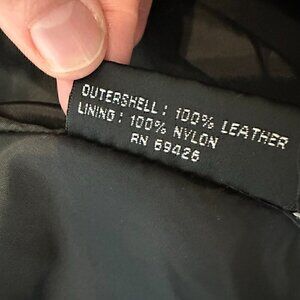 OUTERSHELL: 100% LEATHER
LINING: 100% NYLON
RN 69426